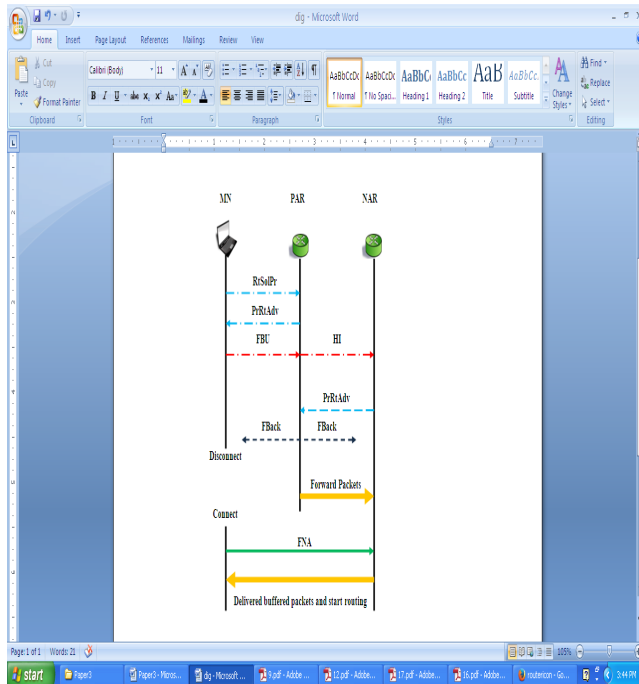 dig - Microsoft Word
Home Insert Page Layout References Mailings Review View
Cut
Copy
Format Painter
Paste
Calibri (Body) 11
AaBbCcDc AaBbCcDc AaBbC AaBbCc AaB AaBbCc.
¶ Normal ¶ No Spaci... Heading 1 Heading 2 Title Subtitle
Change Styles
Find
Replace
Select
Clipboard Font Paragraph Styles Editing
MN PAR NAR
RtSolPr
PrRtAdv
FBU HI
PrRtAdv
FBack FBack
Disconnect
Forward Packets
Connect
FNA
Delivered buffered packets and start routing
Page: 1 of 1 Words: 21 105%
start Paper3 Paper3 - Micros... dig - Microsoft ... 9.pdf - Adobe ... 12.pdf - Adobe... 17.pdf - Adobe... 16.pdf - Adobe... routericon - Go... 3:44 PM